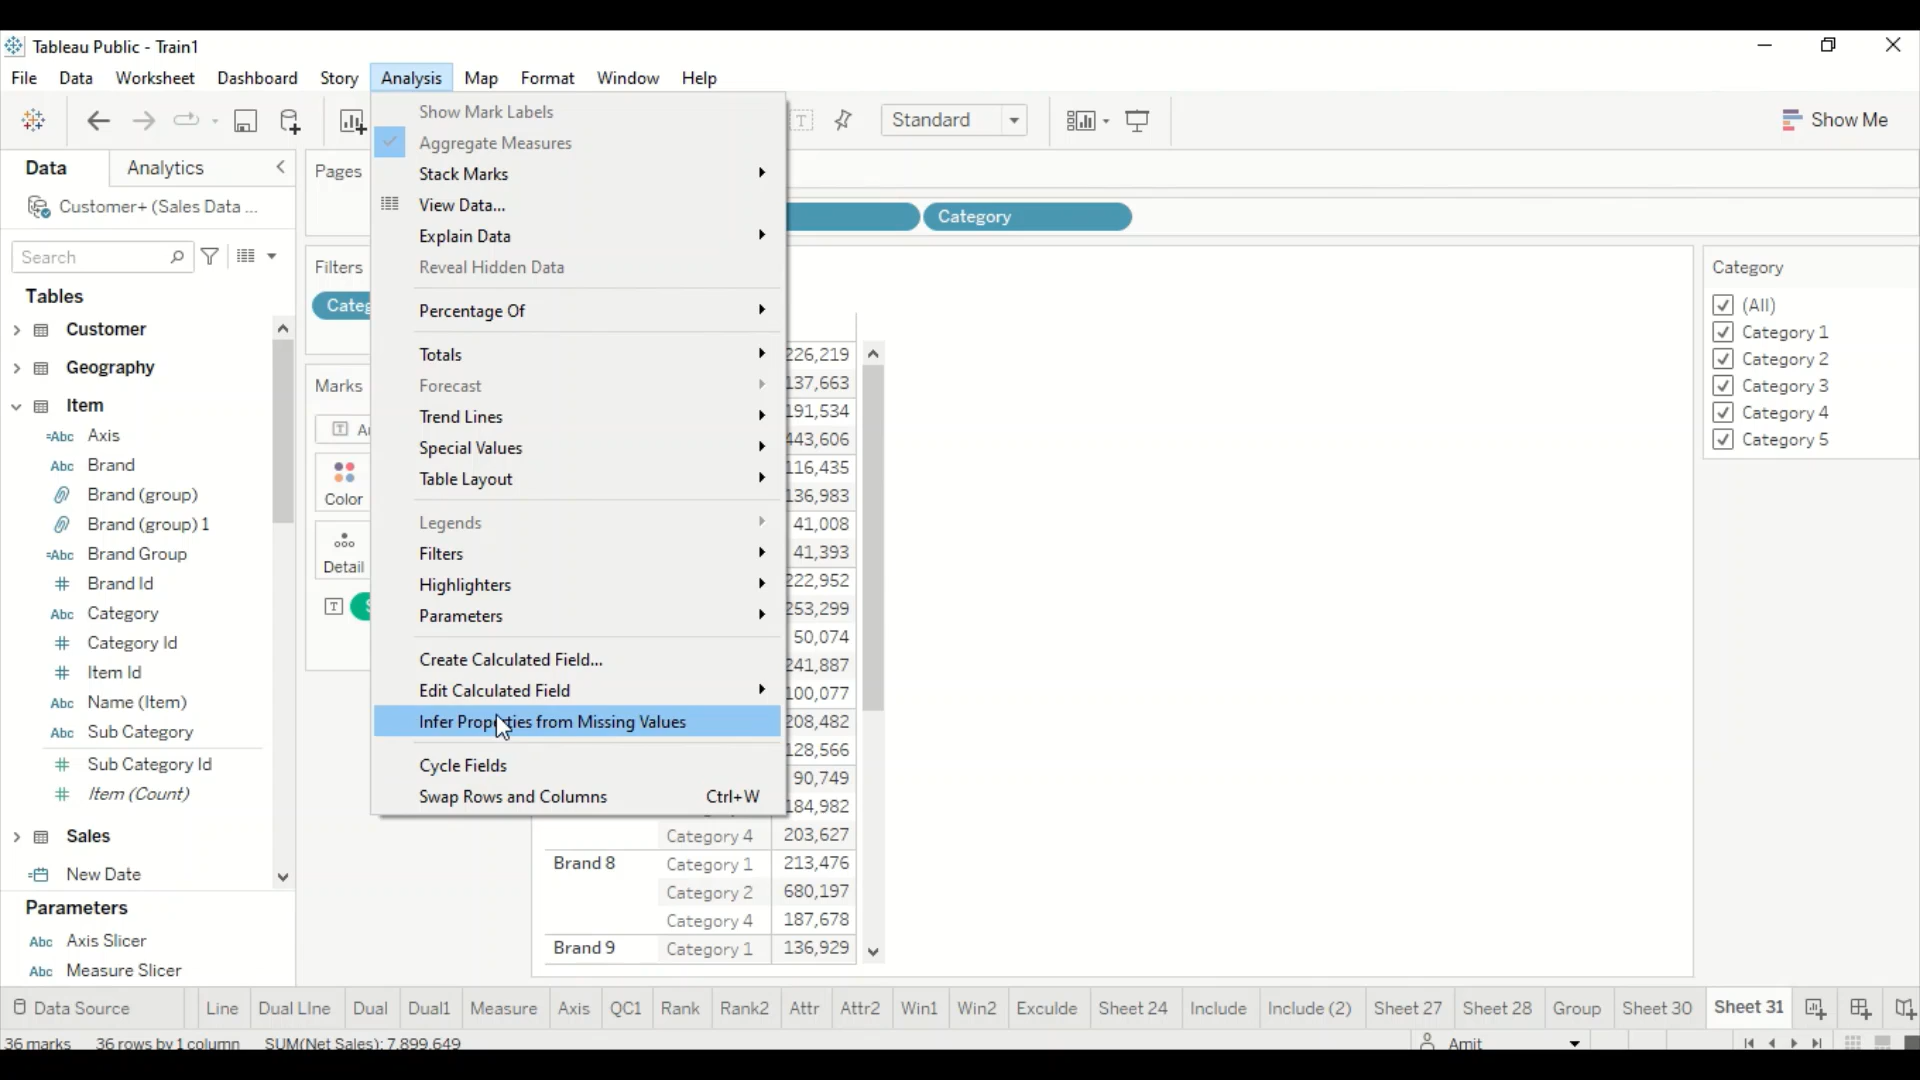 Tableau Public - Train1
File Data Worksheet Dashboard Story Analysis Map Format Window Help
Standard
Show Me
Data Analytics
Customer+ (Sales Data ...
Search
Tables
Customer
Geography
Item
=Abc Axis
Abc Brand
Brand (group)
Brand (group) 1
=Abc Brand Group
# Brand Id
Abc Category
# Category Id
# Item Id
Abc Name (Item)
Abc Sub Category
# Sub Category Id
# Item (Count)
Sales
New Date
Parameters
Abc Axis Slicer
Abc Measure Slicer
Pages
Filters
Categ
Marks
T A
Color
Detail
T S
Show Mark Labels
Aggregate Measures
Stack Marks
View Data...
Explain Data
Reveal Hidden Data
Percentage Of
Totals
Forecast
Trend Lines
Special Values
Table Layout
Legends
Filters
Highlighters
Parameters
Create Calculated Field...
Edit Calculated Field
Infer Properties from Missing Values
Cycle Fields
Swap Rows and Columns Ctrl+W
Category
226,219
137,663
191,534
443,606
116,435
136,983
41,008
41,393
222,952
253,299
50,074
241,887
100,077
208,482
128,566
90,749
184,982
Category 4 203,627
Brand 8 Category 1 213,476
Category 2 680,197
Category 4 187,678
Brand 9 Category 1 136,929
Category
(All)
Category 1
Category 2
Category 3
Category 4
Category 5
Data Source Line Dual LIne Dual Dual1 Measure Axis QC1 Rank Rank2 Attr Attr2 Win1 Win2 Exculde Sheet 24 Include Include (2) Sheet 27 Sheet 28 Group Sheet 30 Sheet 31
36 marks 36 rows by 1 column SUM(Net Sales): 7,899,649
Amit